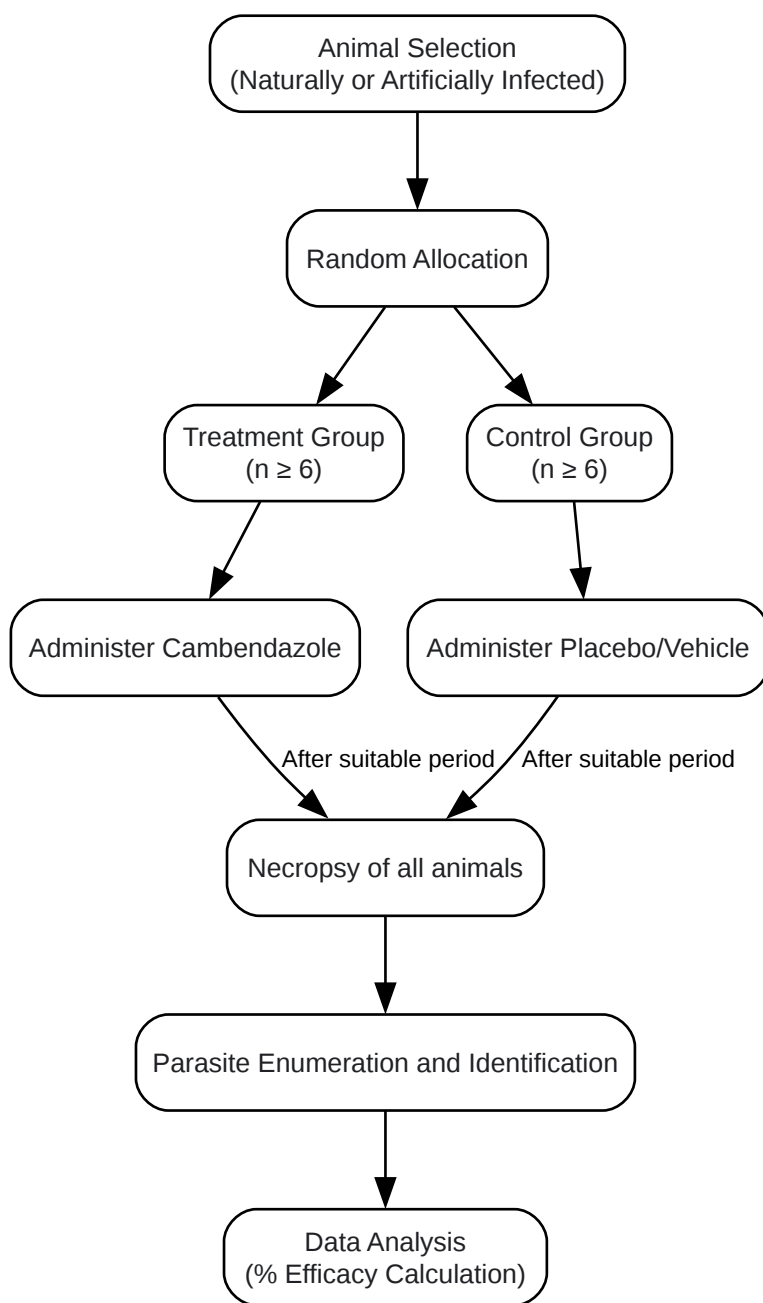 Animal Selection
(Naturally or Artificially Infected)
Random Allocation
Treatment Group
(n ≥ 6)
Control Group
(n ≥ 6)
Administer Cambendazole
Administer Placebo/Vehicle
After suitable period
After suitable period
Necropsy of all animals
Parasite Enumeration and Identification
Data Analysis
(% Efficacy Calculation)